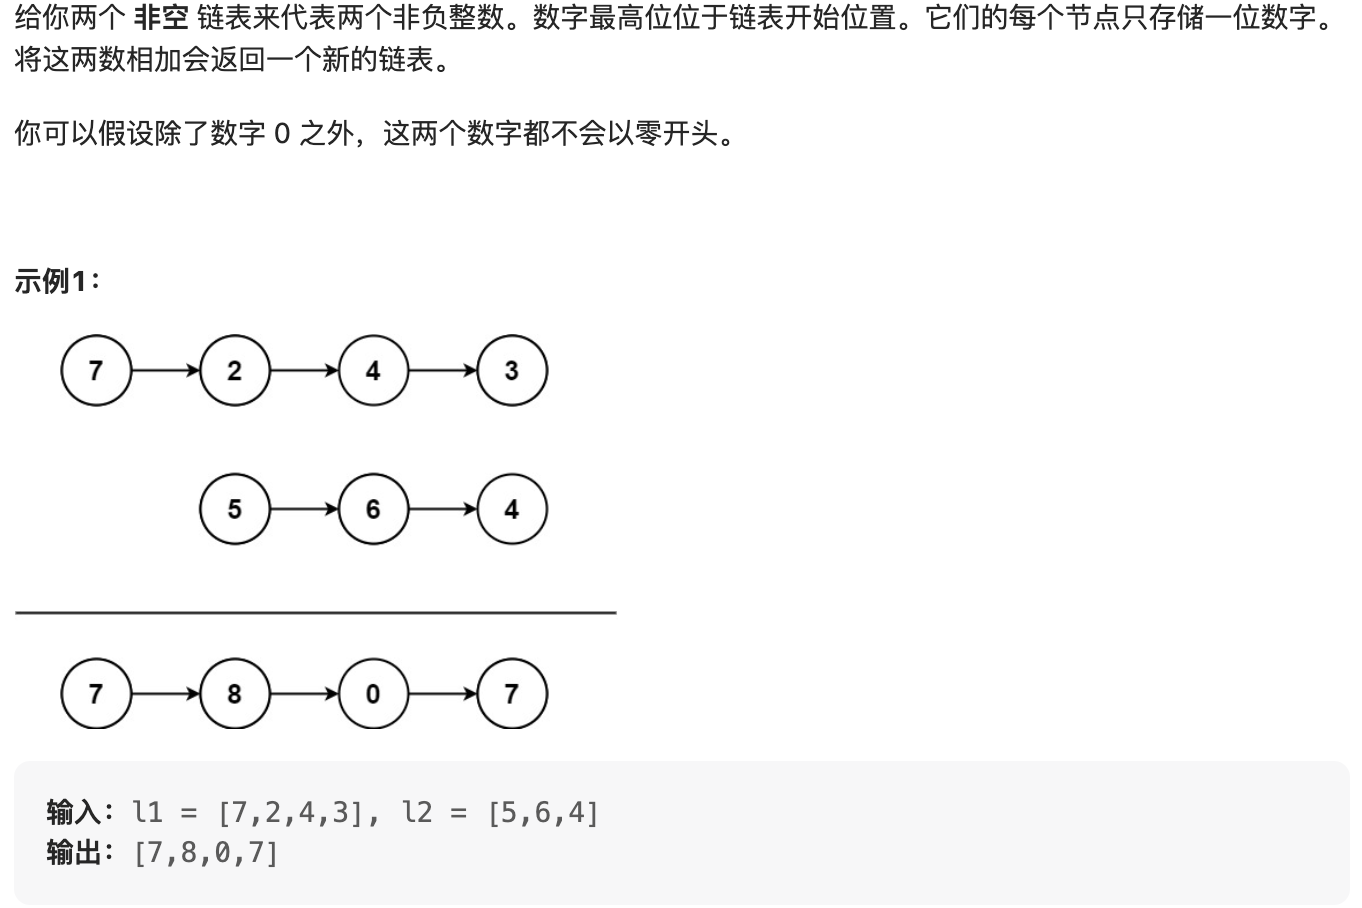 给你两个 非空 链表来代表两个非负整数。数字最高位位于链表开始位置。它们的每个节点只存储一位数字。
将这两数相加会返回一个新的链表。
你可以假设除了数字 0 之外，这两个数字都不会以零开头。
示例1：
7 2 4 3
5 6 4
7 8 0 7
输入：l1 = [7,2,4,3], l2 = [5,6,4]
输出：[7,8,0,7]